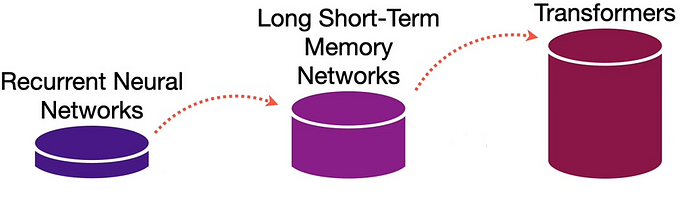 Recurrent Neural
Networks
Long Short-Term
Memory
Networks
Transformers